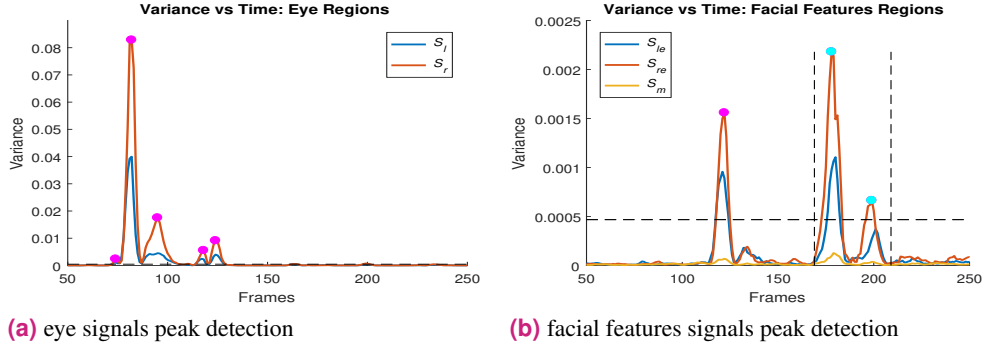 Variance vs Time: Eye Regions
0.08
0.07
0.06
0.05
0.04
0.03
0.02
0.01
0
Variance
S_l
S_r
50 100 150 200 250
Frames
(a) eye signals peak detection
Variance vs Time: Facial Features Regions
0.0025
0.002
0.0015
0.001
0.0005
0
Variance
S_le
S_re
S_m
50 100 150 200 250
Frames
(b) facial features signals peak detection